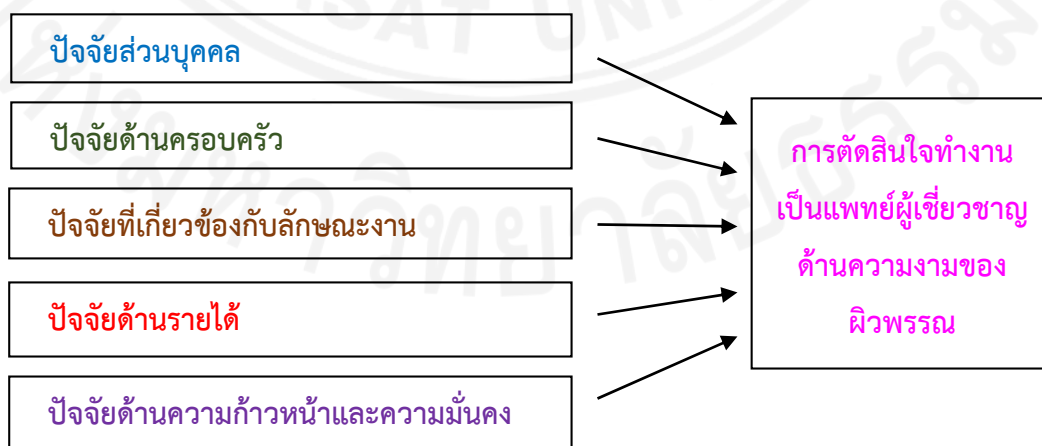 ปัจจัยส่วนบุคคล
ปัจจัยด้านครอบครัว
ปัจจัยที่เกี่ยวข้องกับลักษณะงาน
ปัจจัยด้านรายได้
ปัจจัยด้านความก้าวหน้าและความมั่นคง
การตัดสินใจทำงาน
เป็นแพทย์ผู้เชี่ยวชาญ
ด้านความงามของ
ผิวพรรณ